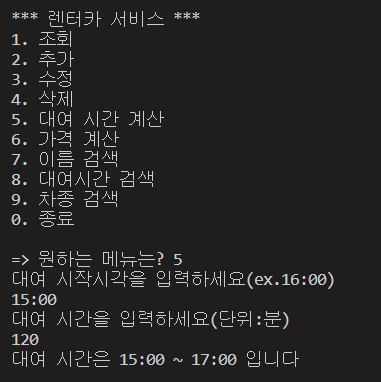 *** 렌터카 서비스 ***
1. 조회
2. 추가
3. 수정
4. 삭제
5. 대여 시간 계산
6. 가격 계산
7. 이름 검색
8. 대여시간 검색
9. 차종 검색
0. 종료
=> 원하는 메뉴는? 5
대여 시작시각을 입력하세요(ex.16:00)
15:00
대여 시간을 입력하세요(단위:분)
120
대여 시간은 15:00 ~ 17:00 입니다